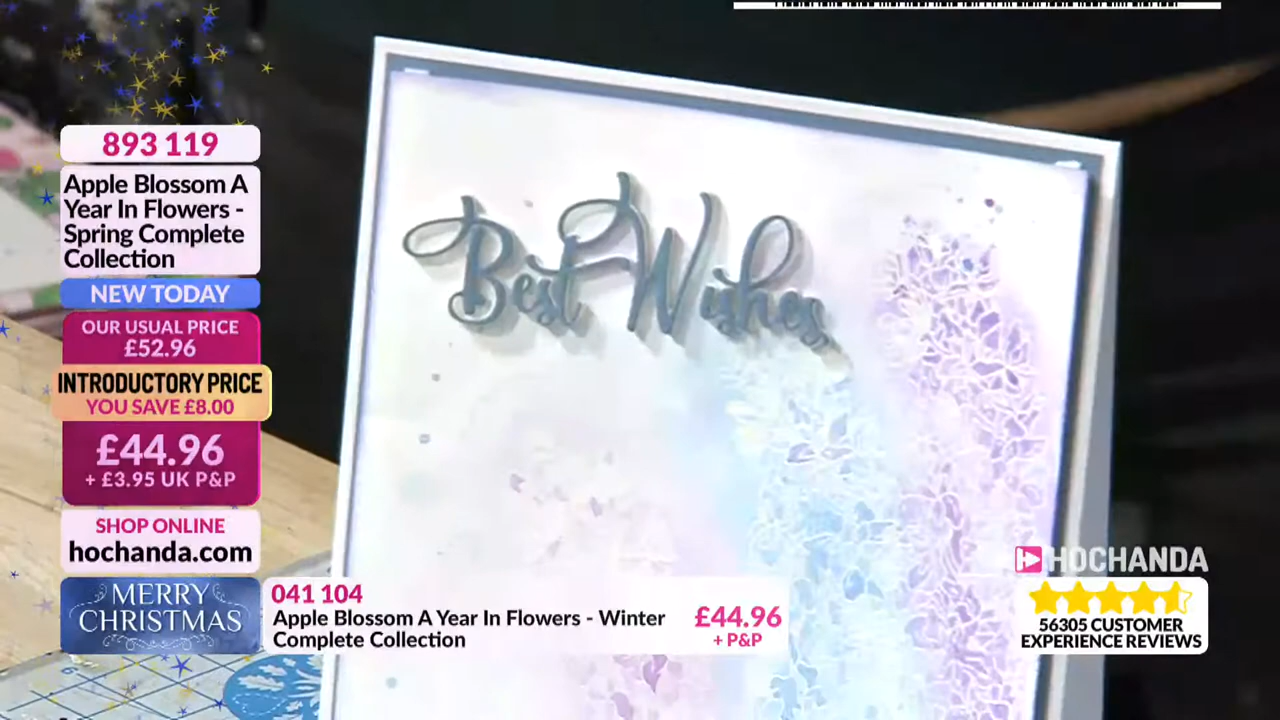 893 119
Apple Blossom A
Year In Flowers -
Spring Complete
Collection
NEW TODAY
OUR USUAL PRICE
£52.96
INTRODUCTORY PRICE
YOU SAVE £8.00
£44.96
+ £3.95 UK P&P
SHOP ONLINE
hochanda.com
MERRY
CHRISTMAS
041 104
Apple Blossom A Year In Flowers - Winter
Complete Collection
£44.96
+ P&P
Best Wishes
HOCHANDA
56305 CUSTOMER
EXPERIENCE REVIEWS